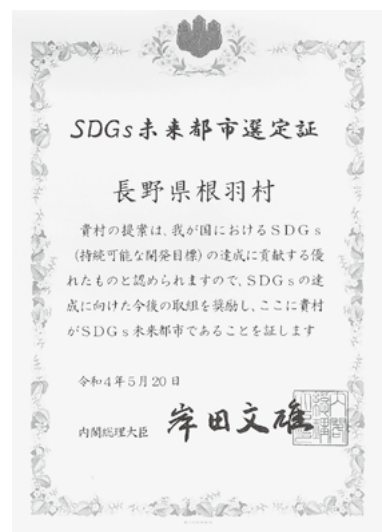 SDGs未来都市選定証
長野県根羽村
貴村の提案は、我が国におけるSDGs
(持続可能な開発目標)の達成に貢献する優
れたものと認められますので、SDGsの達
成に向けた今後の取組を奨励し、ここに貴村
がSDGs未来都市であることを証します
令和4年5月20日
内閣総理大臣 岸田文雄